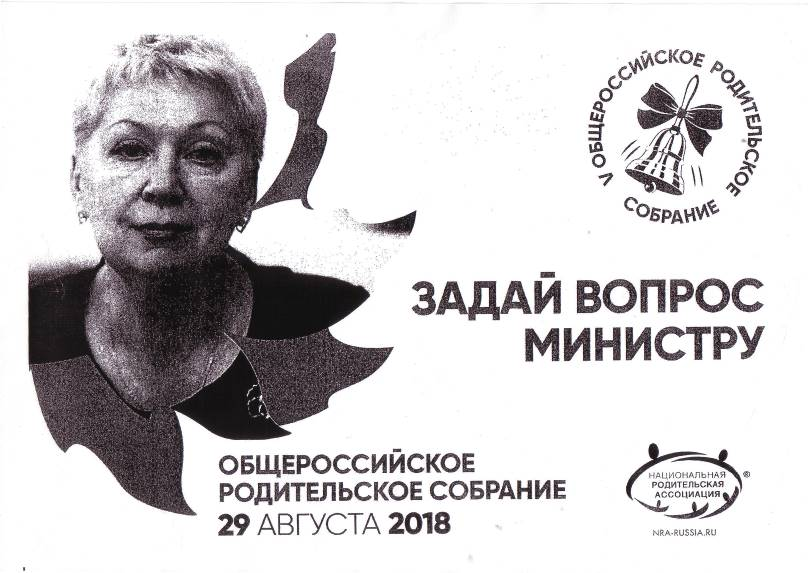 V ОБЩЕРОССИЙСКОЕ РОДИТЕЛЬСКОЕ
СОБРАНИЕ
ЗАДАЙ ВОПРОС
МИНИСТРУ
ОБЩЕРОССИЙСКОЕ
РОДИТЕЛЬСКОЕ СОБРАНИЕ
29 АВГУСТА 2018
НАЦИОНАЛЬНАЯ ®
РОДИТЕЛЬСКАЯ
АССОЦИАЦИЯ
NRA-RUSSIA.RU